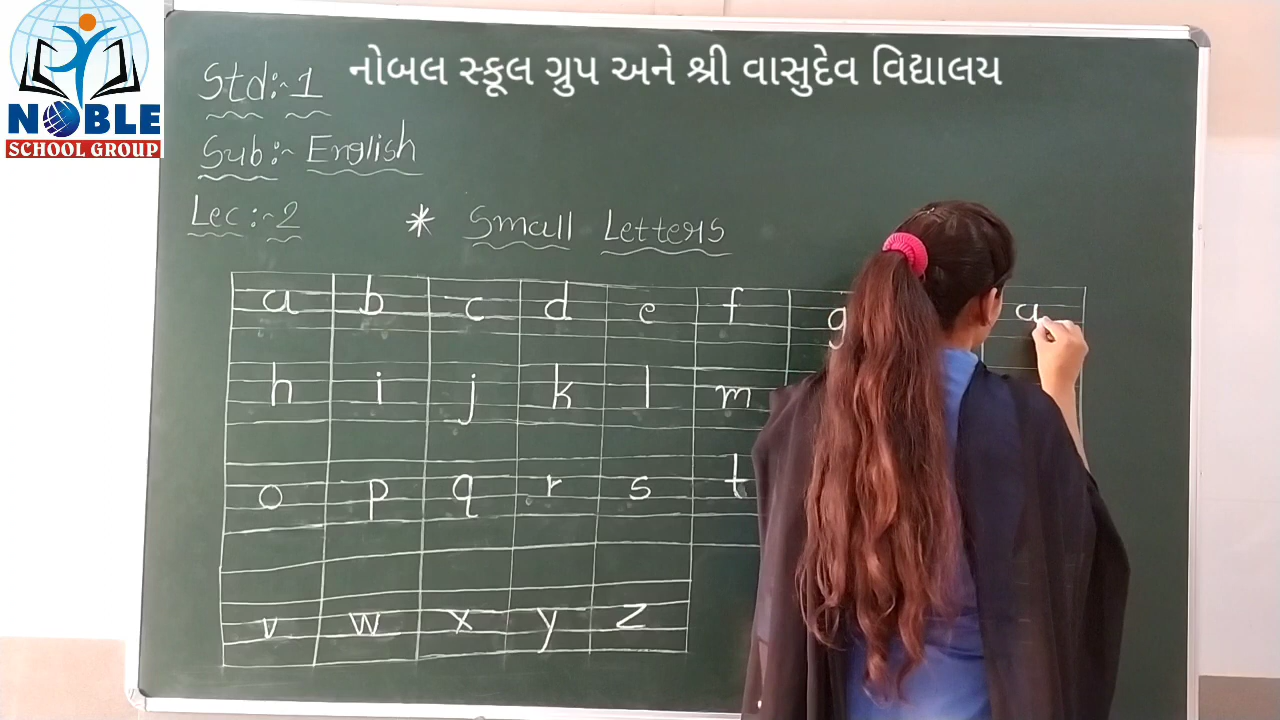 NOBLE
SCHOOL GROUP
નોબલ સ્કૂલ ગ્રુપ અને શ્રી વાસુદેવ વિદ્યાલય
Std:-1
Sub:- English
Lec:-2
* Small Letters
a b c d e f g a
h i j k l m
o p q r s t
v w x y z